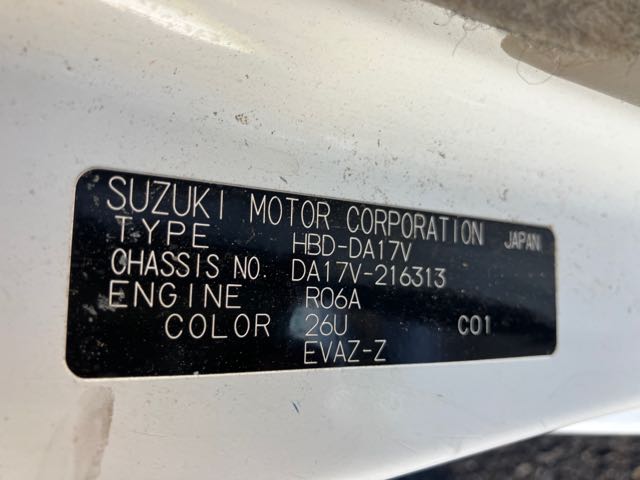 SUZUKI MOTOR CORPORATION JAPAN
TYPE HBD-DA17V
CHASSIS NO. DA17V-216313
ENGINE R06A
COLOR 26U C01
EVAZ-Z